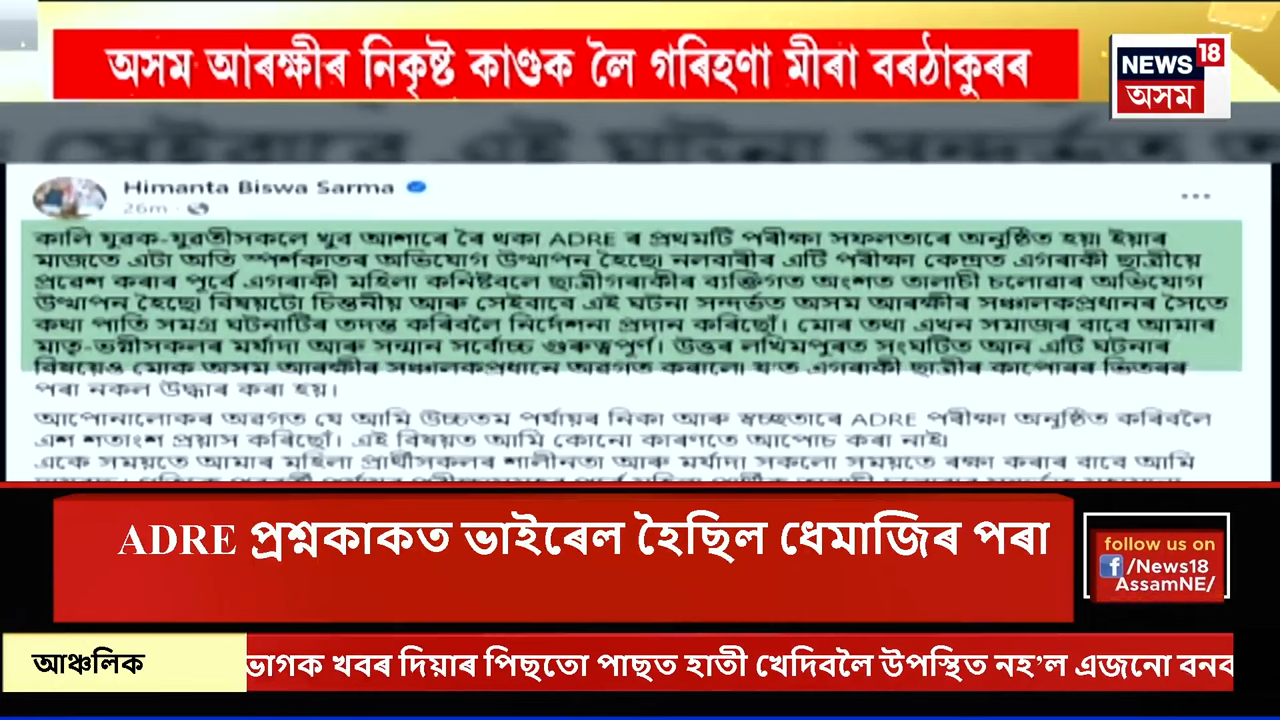 অসম আৰক্ষীৰ নিকৃষ্ট কাণ্ডক লৈ গৰিহণা মীৰা বৰঠাকুৰৰ
NEWS 18
অসম
সেইবাবে এই ঘটনা সন্দৰ্ভত
Himanta Biswa Sarma
26m
কালি যুৱক-যুৱতীসকলে খুব আশাৰে ৰৈ থকা ADRE ৰ প্ৰথমটি পৰীক্ষা সফলতাৰে অনুষ্ঠিত হয়। ইয়াৰ
মাজতে এটা অতি স্পৰ্শকাতৰ অভিযোগ উত্থাপন হৈছে। নলবাৰীৰ এটি পৰীক্ষা কেন্দ্ৰত এগৰাকী ছাত্ৰীয়ে
প্ৰৱেশ কৰাৰ পূৰ্বে এগৰাকী মহিলা কনিষ্টবলে ছাত্ৰীগৰাকীৰ ব্যক্তিগত অংশত তালাচী চলোৱাৰ অভিযোগ
উত্থাপন হৈছে। বিষয়টো চিন্তনীয় আৰু সেইবাবে এই ঘটনা সন্দৰ্ভত অসম আৰক্ষীৰ সঞ্চালকপ্ৰধানৰ সৈতে
কথা পাতি সমগ্ৰ ঘটনাটিৰ তদন্ত কৰিবলৈ নিৰ্দেশনা প্ৰদান কৰিছোঁ। মোৰ তথা এখন সমাজৰ বাবে আমাৰ
মাতৃ-ভগ্নীসকলৰ মৰ্যাদা আৰু সন্মান সৰ্বোচ্চ গুৰুত্বপূৰ্ণ। উত্তৰ লখিমপুৰত সংঘটিত আন এটি ঘটনাৰ
বিষয়েও মোক অসম আৰক্ষীৰ সঞ্চালকপ্ৰধানে অৱগত কৰালে। য'ত এগৰাকী ছাত্ৰীৰ কাপোৰৰ ভিতৰৰ
পৰা নকল উদ্ধাৰ কৰা হয়।
আপোনালোকৰ অৱগত যে আমি উচ্চতম পৰ্যায়ৰ নিকা আৰু স্বচ্ছতাৰে ADRE পৰীক্ষা অনুষ্ঠিত কৰিবলৈ
এশ শতাংশ প্ৰয়াস কৰিছোঁ। এই বিষয়ত আমি কোনো কাৰণতে আপোচ কৰা নাই।
একে সময়তে আমাৰ মহিলা প্ৰাৰ্থীসকলৰ শালীনতা আৰু মৰ্যাদা সকলো সময়তে ৰক্ষা কৰাৰ বাবে আমি
ADRE প্ৰশ্নকাকত ভাইৰেল হৈছিল ধেমাজিৰ পৰা
follow us on
f/News18
AssamNE/
আঞ্চলিক
ভাগক খবৰ দিয়াৰ পিছতো পাছত হাতী খেদিবলৈ উপস্থিত নহ'ল এজনো বনব